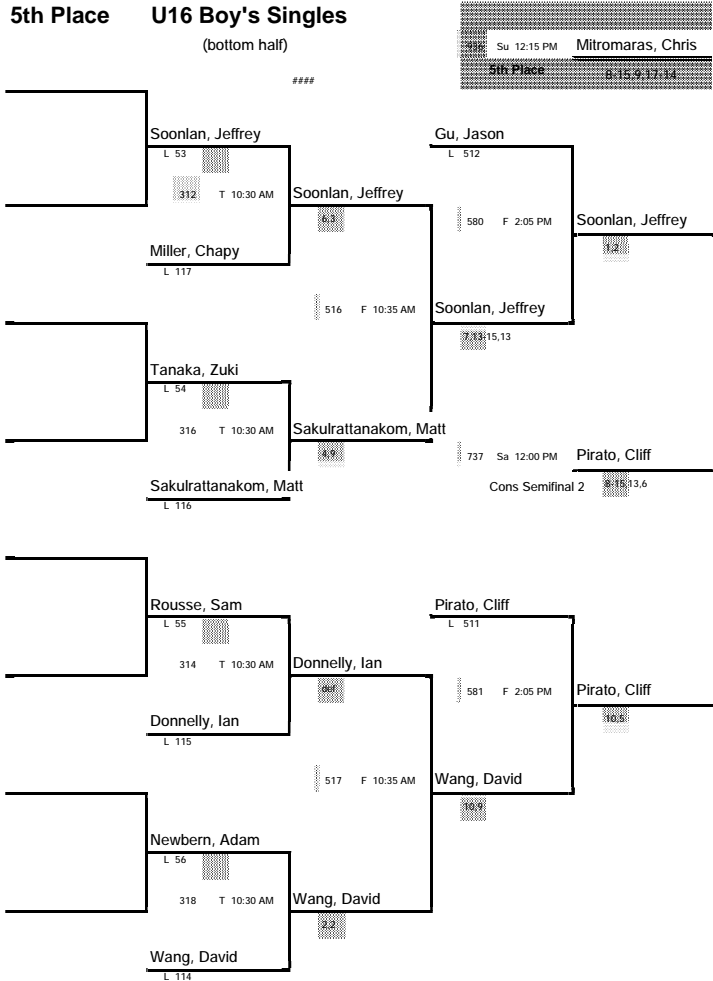 5th Place U16 Boy's Singles
(bottom half)
936 Su 12:15 PM Mitromaras, Chris
5th Place 8-15,9,17-14
####
Soonlan, Jeffrey Gu, Jason
L 53 L 512
312 T 10:30 AM Soonlan, Jeffrey
6,3 580 F 2:05 PM Soonlan, Jeffrey
1,2
Miller, Chapy
L 117
516 F 10:35 AM Soonlan, Jeffrey
7,13-15,13
Tanaka, Zuki
L 54
316 T 10:30 AM Sakulrattanakom, Matt
4,9 737 Sa 12:00 PM Pirato, Cliff
Sakulrattanakom, Matt Cons Semifinal 2 8-15,13,6
L 116
Rousse, Sam Pirato, Cliff
L 55 L 511
314 T 10:30 AM Donnelly, Ian
def 581 F 2:05 PM Pirato, Cliff
10,5
Donnelly, Ian
L 115
517 F 10:35 AM Wang, David
10,9
Newbern, Adam
L 56
318 T 10:30 AM Wang, David
2,2
Wang, David
L 114